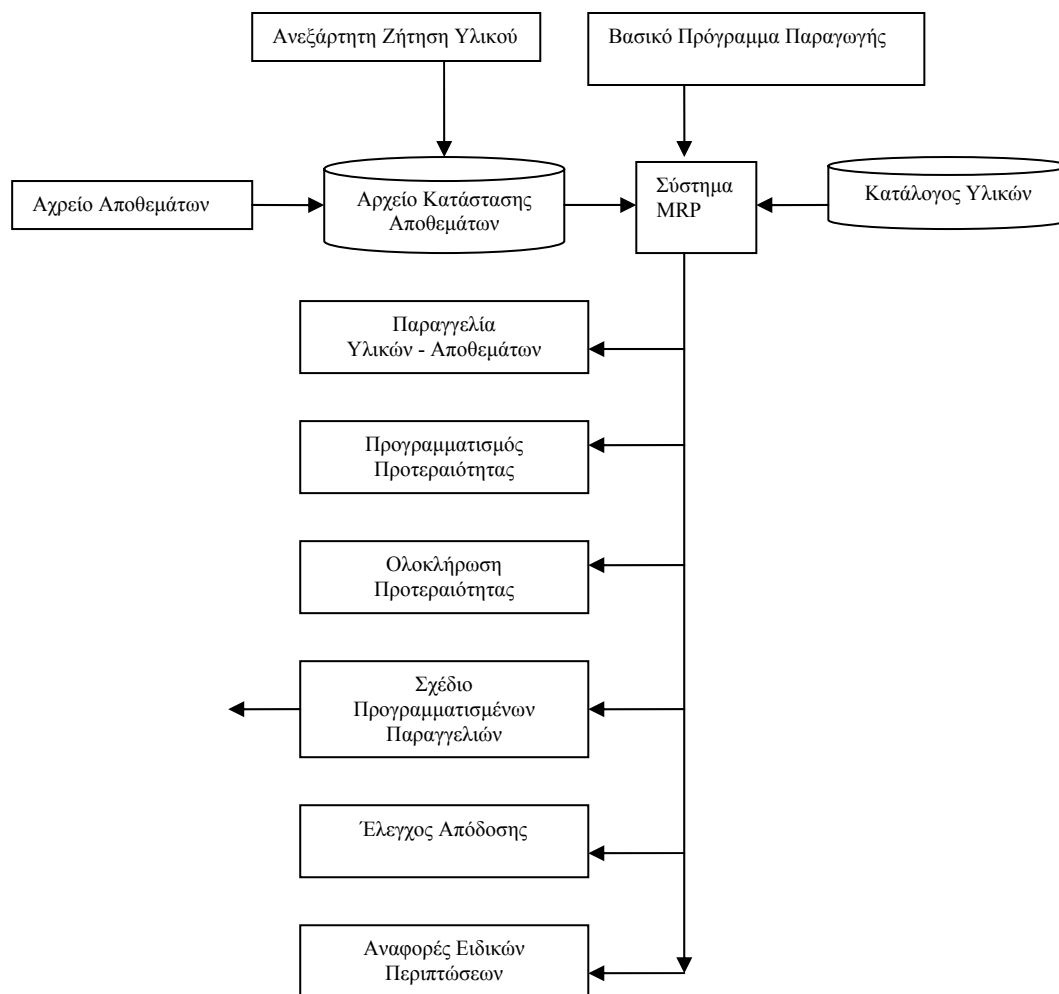 Ανεξάρτητη Ζήτηση Υλικού
Βασικό Πρόγραμμα Παραγωγής
Αχρείο Αποθεμάτων
Αρχείο Κατάστασης
Αποθεμάτων
Σύστημα
MRP
Κατάλογος Υλικών
Παραγγελία
Υλικών - Αποθεμάτων
Προγραμματισμός
Προτεραιότητας
Ολοκλήρωση
Προτεραιότητας
Σχέδιο
Προγραμματισμένων
Παραγγελιών
Έλεγχος Απόδοσης
Αναφορές Ειδικών
Περιπτώσεων